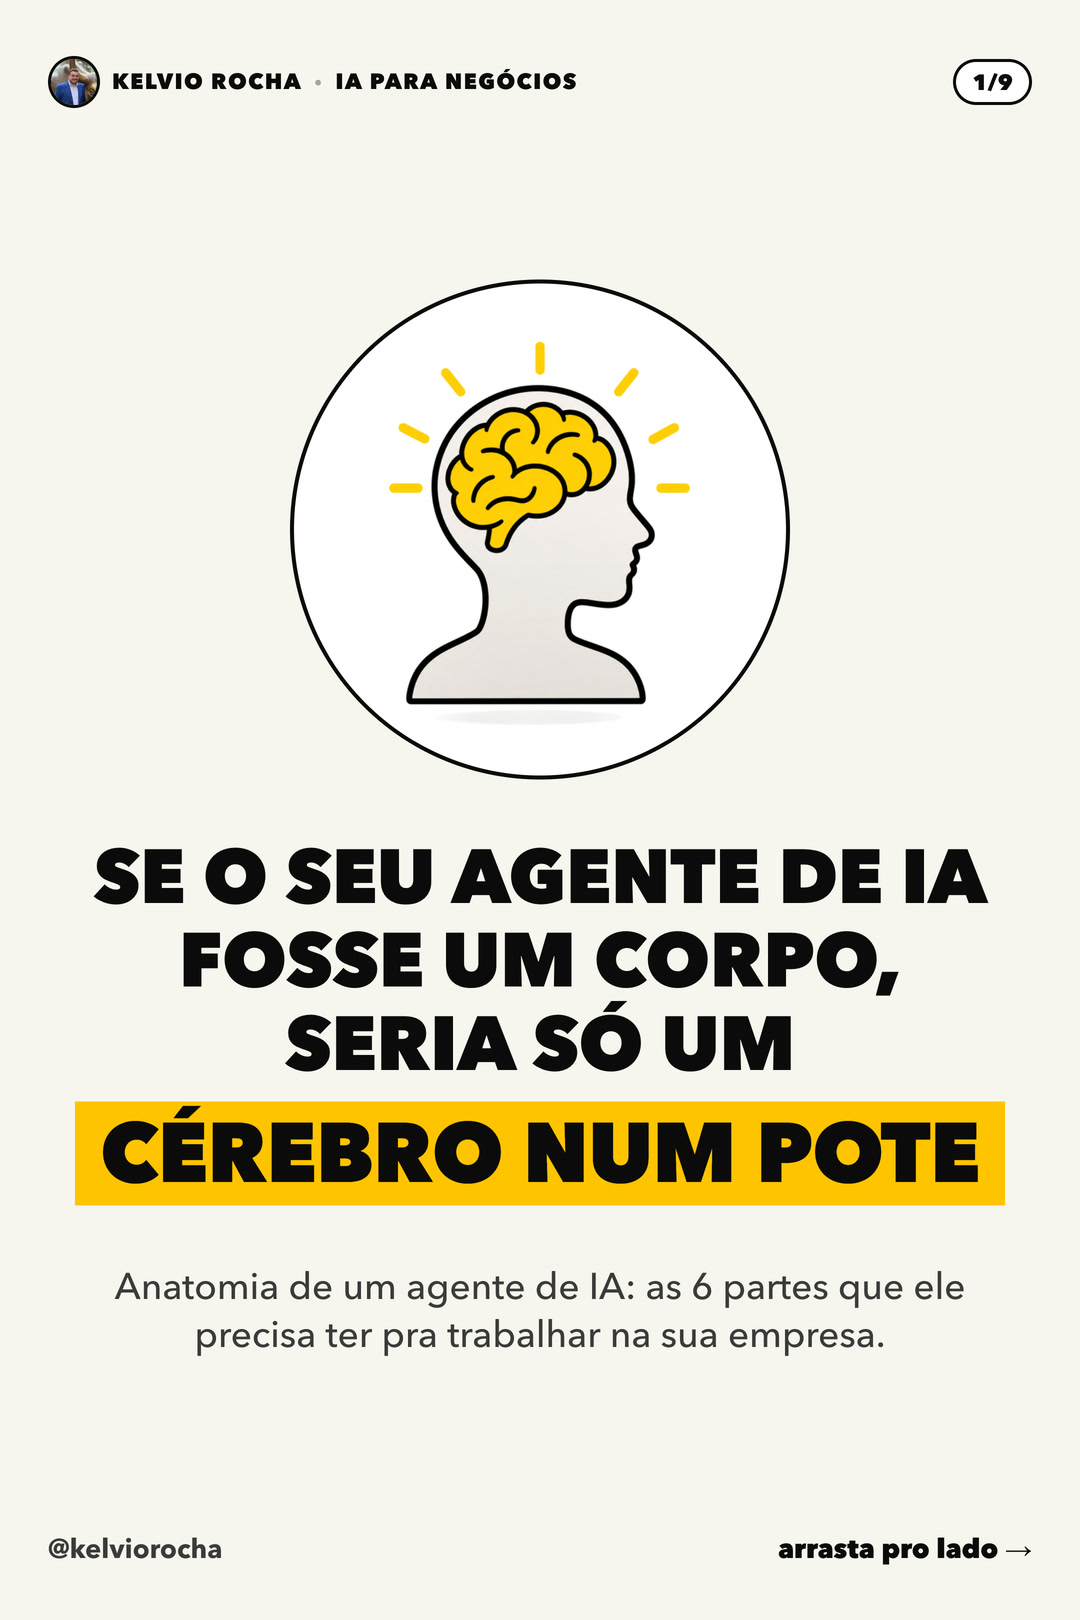 KELVIO ROCHA • IA PARA NEGÓCIOS
1/9
SE O SEU AGENTE DE IA
FOSSE UM CORPO,
SERIA SÓ UM
CÉREBRO NUM POTE
Anatomia de um agente de IA: as 6 partes que ele
precisa ter pra trabalhar na sua empresa.
@kelviorocha
arrasta pro lado →